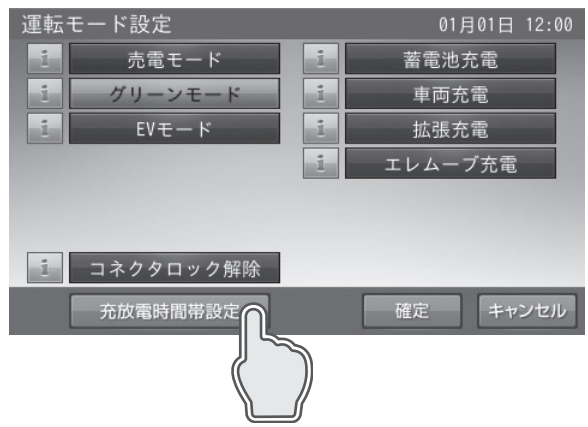 運転モード設定 01月01日 12:00
i 売電モード i 蓄電池充電
i グリーンモード i 車両充電
i EVモード i 拡張充電
i エレムーブ充電
i コネクタロック解除
充放電時間帯設定 確定 キャンセル